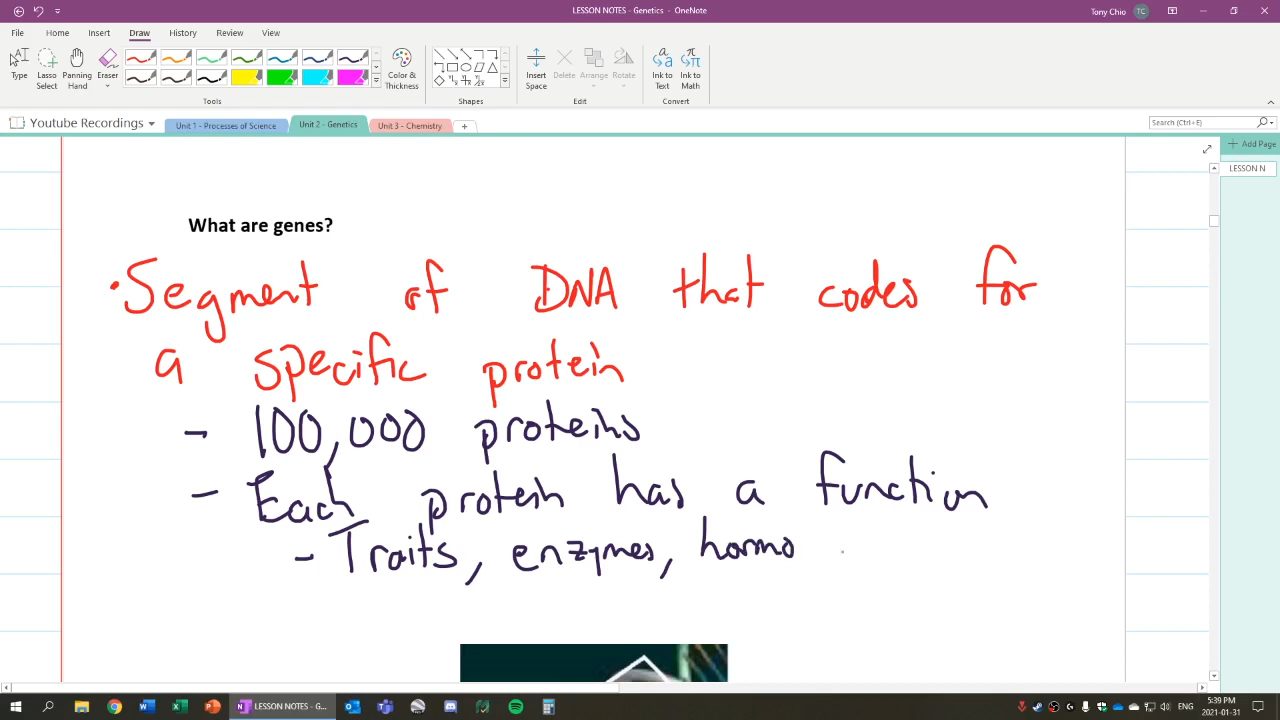 LESSON NOTES - Genetics - OneNote
Tony Chio TC
File Home Insert Draw History Review View
Type Lasso Select Panning Hand Eraser Color & Thickness Insert Space Delete Arrange Rotate Ink to Text Ink to Math
Tools Shapes Edit Convert
Youtube Recordings Unit 1 - Processes of Science Unit 2 - Genetics Unit 3 - Chemistry Search (Ctrl+E)
Add Page
LESSON N
What are genes?
• Segment of DNA that codes for
a specific protein
- 100,000 proteins
- Each protein has a function
- Traits, enzymes, homo
LESSON NOTES - G...
5:39 PM
2021-01-31